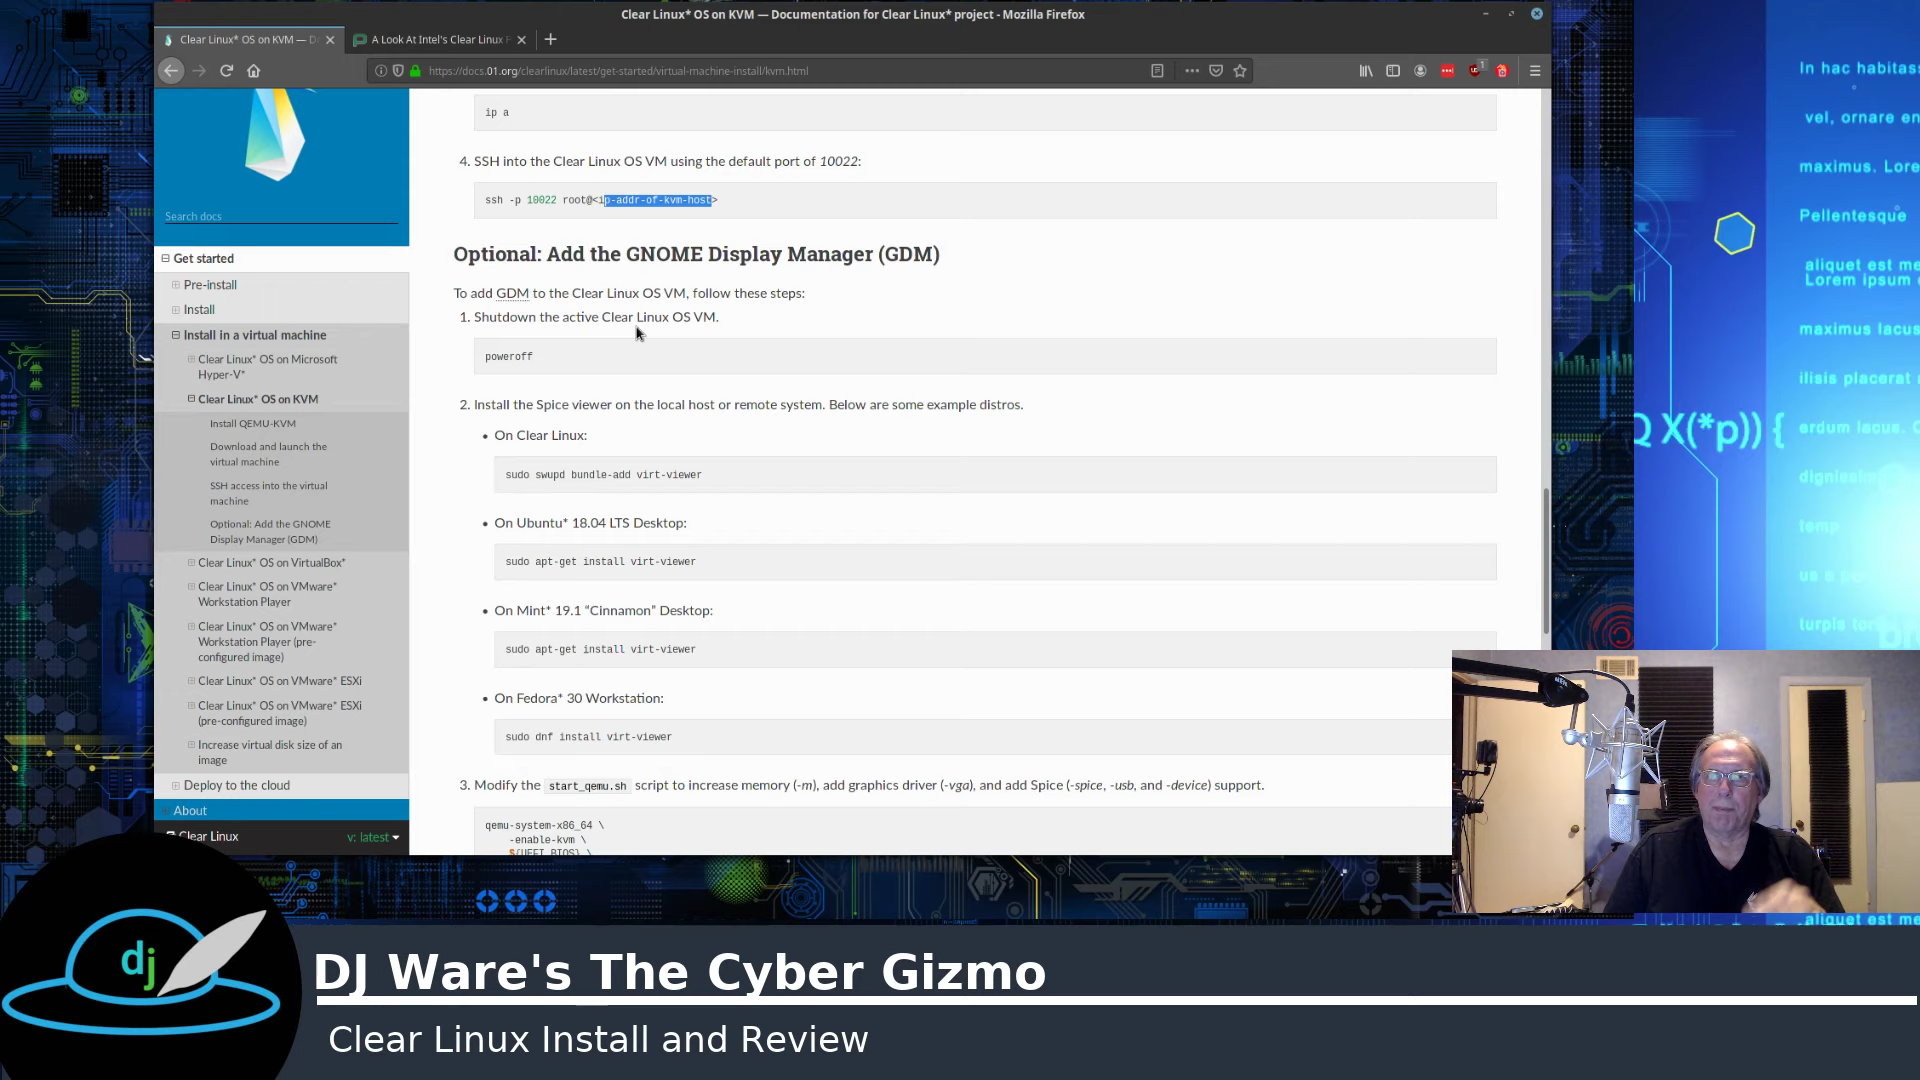 Clear Linux* OS on KVM — Documentation for Clear Linux* project - Mozilla Firefox
Clear Linux* OS on KVM — D
A Look At Intel's Clear Linux
https://docs.01.org/clearlinux/latest/get-started/virtual-machine-install/kvm.html
1
Search docs
Get started
Pre-install
Install
Install in a virtual machine
Clear Linux* OS on Microsoft
Hyper-V*
Clear Linux* OS on KVM
Install QEMU-KVM
Download and launch the
virtual machine
SSH access into the virtual
machine
Optional: Add the GNOME
Display Manager (GDM)
Clear Linux* OS on VirtualBox*
Clear Linux* OS on VMware*
Workstation Player
Clear Linux* OS on VMware*
Workstation Player (pre-
configured image)
Clear Linux* OS on VMware* ESXi
Clear Linux* OS on VMware* ESXi
(pre-configured image)
Increase virtual disk size of an
image
Deploy to the cloud
About
Clear Linux
v: latest
ip a
4. SSH into the Clear Linux OS VM using the default port of 10022:
ssh -p 10022 root@<ip-addr-of-kvm-host>
Optional: Add the GNOME Display Manager (GDM)
To add GDM to the Clear Linux OS VM, follow these steps:
1. Shutdown the active Clear Linux OS VM.
poweroff
2. Install the Spice viewer on the local host or remote system. Below are some example distros.
• On Clear Linux:
sudo swupd bundle-add virt-viewer
• On Ubuntu* 18.04 LTS Desktop:
sudo apt-get install virt-viewer
• On Mint* 19.1 “Cinnamon” Desktop:
sudo apt-get install virt-viewer
• On Fedora* 30 Workstation:
sudo dnf install virt-viewer
3. Modify the start_qemu.sh script to increase memory (-m), add graphics driver (-vga), and add Spice (-spice, -usb, and -device) support.
qemu-system-x86_64 \
-enable-kvm \
${UEFI_BIOS} \
In hac habitas
vel, ornare en
maximus. Lore
Pellentesque
aliquet est me
Lorem ipsum
maximus lacus
ilisis placerat
Q X(*p)) {
erdum lacus.
dignissim
temp
turpis tor
aliquet est me
dj
DJ Ware's The Cyber Gizmo
Clear Linux Install and Review